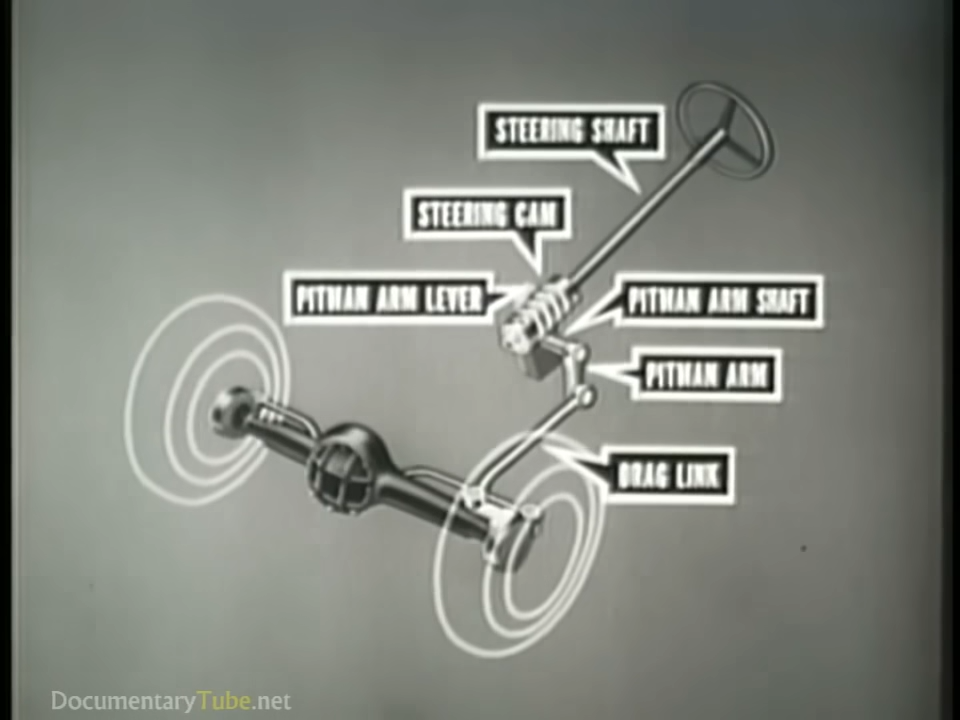 STEERING SHAFT
STEERING CAM
PITMAN ARM LEVER
PITMAN ARM SHAFT
PITMAN ARM
DRAG LINK
DocumentaryTube.net